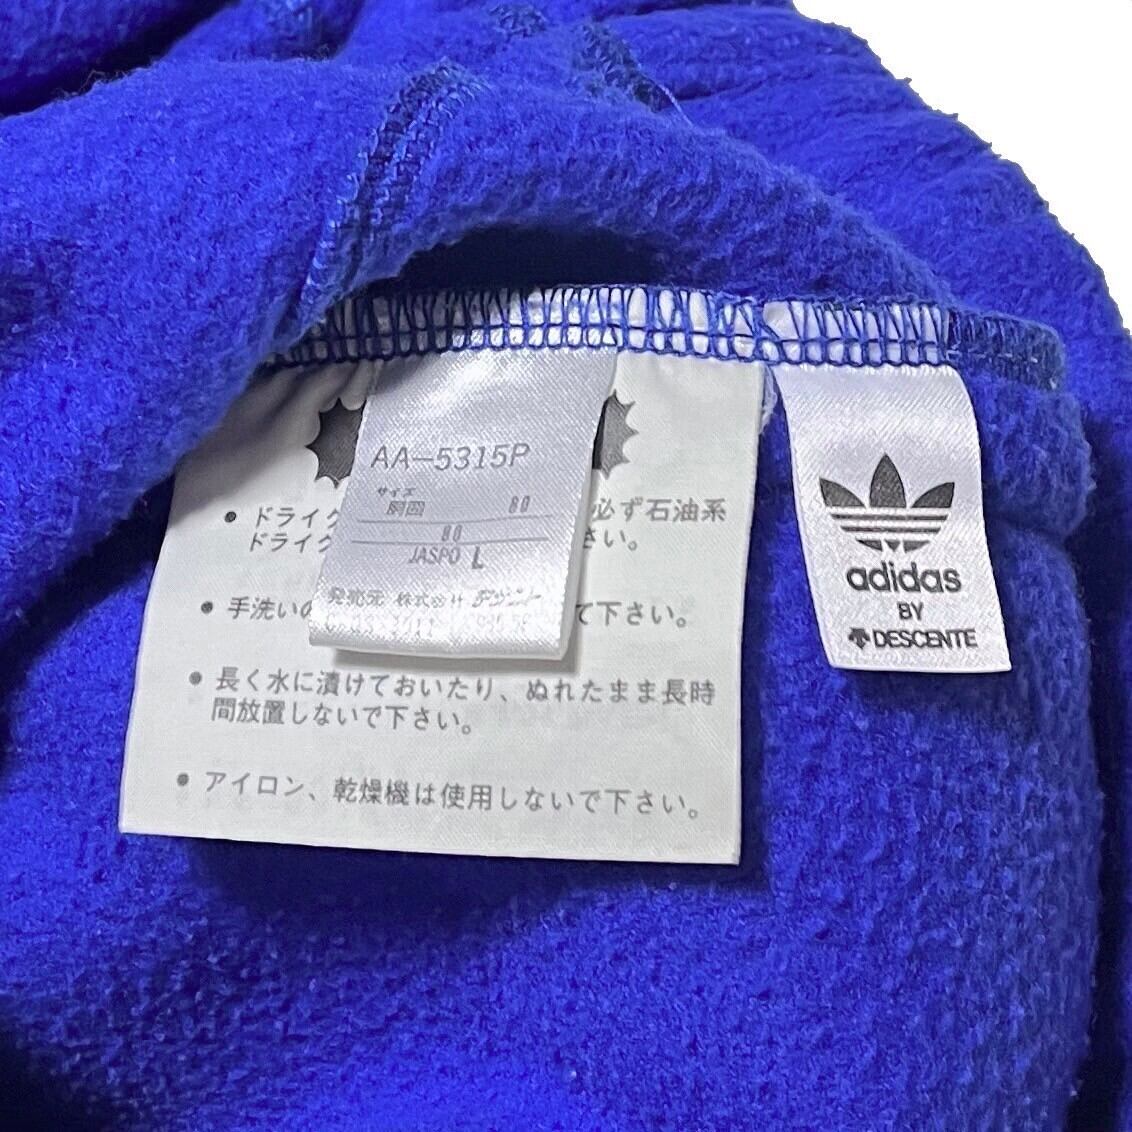 AA-5315P
サイズ
胴囲 80
80
JASPO L
発売元 株式会社 デサント
● ドライク 必ず石油系
ドライク さい。
● 手洗いの て下さい。
● 長く水に漬けておいたり、ぬれたまま長時
間放置しないで下さい。
● アイロン、乾燥機は使用しないで下さい。
adidas
BY
DESCENTE